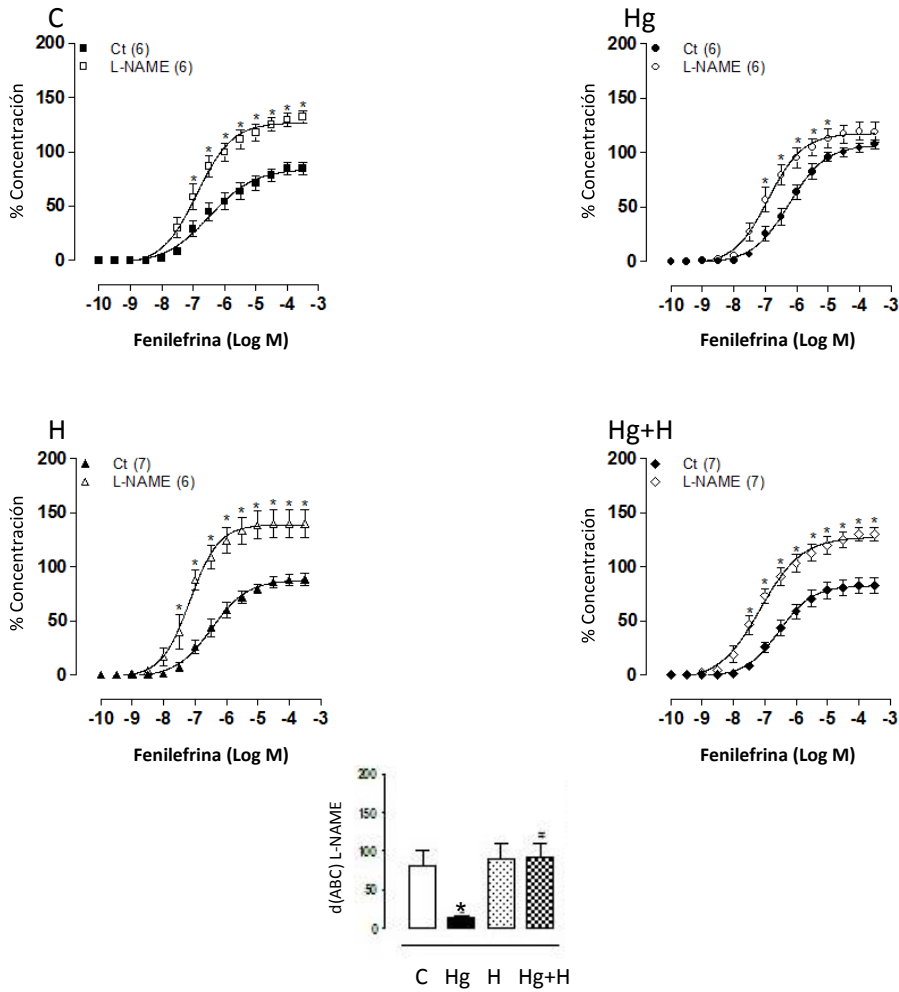 C
200
150
100
50
0
Ct (6)
L-NAME (6)
* * * * * * * *
% Concentración
-10 -9 -8 -7 -6 -5 -4 -3
Fenilefrina (Log M)
Hg
200
150
100
50
0
Ct (6)
L-NAME (6)
* * * * *
% Concentración
-10 -9 -8 -7 -6 -5 -4 -3
Fenilefrina (Log M)
H
200
150
100
50
0
Ct (7)
L-NAME (6)
* * * * * * * * *
% Concentración
-10 -9 -8 -7 -6 -5 -4 -3
Fenilefrina (Log M)
Hg+H
200
150
100
50
0
Ct (7)
L-NAME (7)
* * * * * * * * *
% Concentración
-10 -9 -8 -7 -6 -5 -4 -3
Fenilefrina (Log M)
200
150
100
50
0
d(ABC) L-NAME
*
C Hg H Hg+H